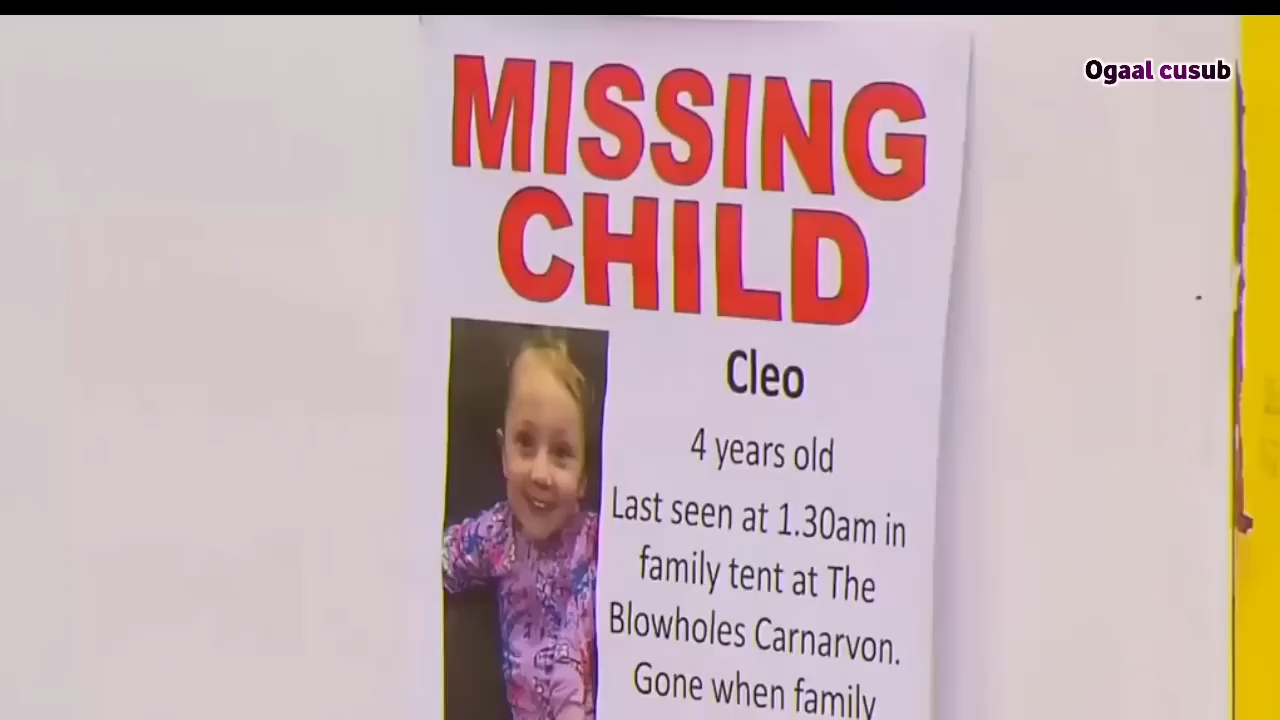 Ogaal cusub
MISSING
CHILD
Cleo
4 years old
Last seen at 1.30am in
family tent at The
Blowholes Carnarvon.
Gone when family